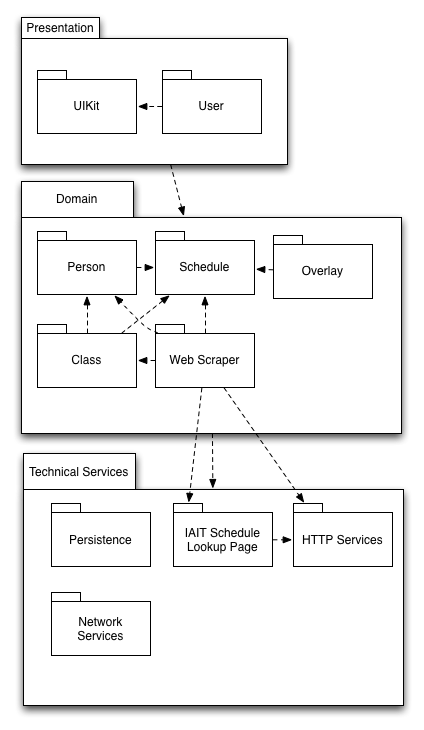 Presentation
UIKit
User
Domain
Person
Schedule
Overlay
Class
Web Scraper
Technical Services
Persistence
IAIT Schedule
Lookup Page
HTTP Services
Network
Services